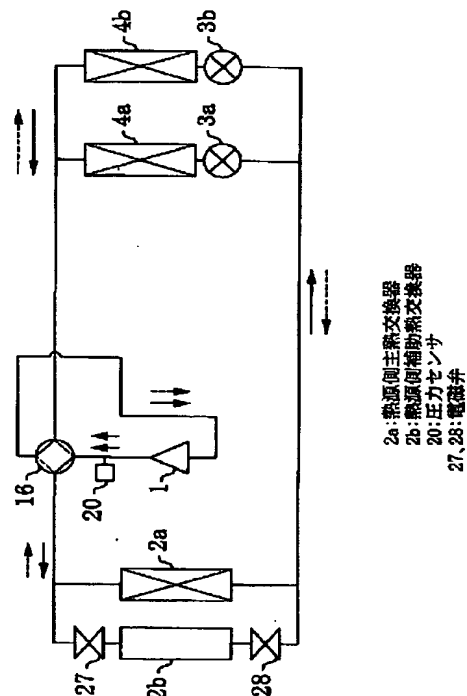 4b
3b
4a
3a
16
20
1
2a
27
2b
28
2a:熱源側主熱交換器
2b:熱源側補助熱交換器
20:圧力センサ
27,28:電磁弁